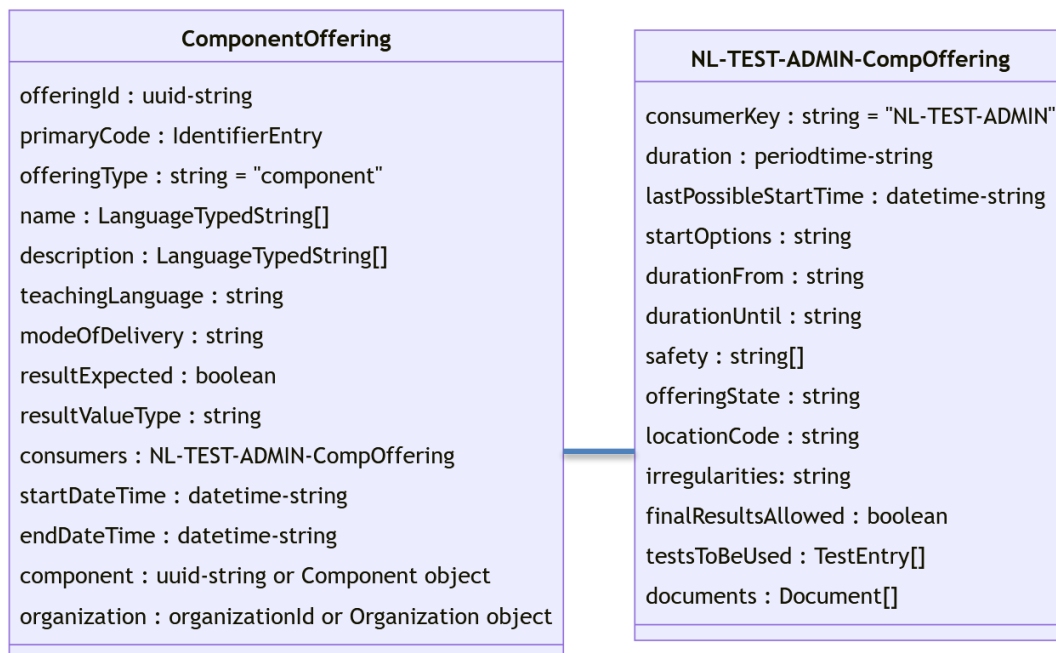 ComponentOffering
offeringId : uuid-string
primaryCode : IdentifierEntry
offeringType : string = "component"
name : LanguageTypedString[]
description : LanguageTypedString[]
teachingLanguage : string
modeOfDelivery : string
resultExpected : boolean
resultValueType : string
consumers : NL-TEST-ADMIN-CompOffering
startDateTime : datetime-string
endDateTime : datetime-string
component : uuid-string or Component object
organization : organizationId or Organization object
NL-TEST-ADMIN-CompOffering
consumerKey : string = "NL-TEST-ADMIN"
duration : periodtime-string
lastPossibleStartTime : datetime-string
startOptions : string
durationFrom : string
durationUntil : string
safety : string[]
offeringState : string
locationCode : string
irregularities: string
finalResultsAllowed : boolean
testsToBeUsed : TestEntry[]
documents : Document[]